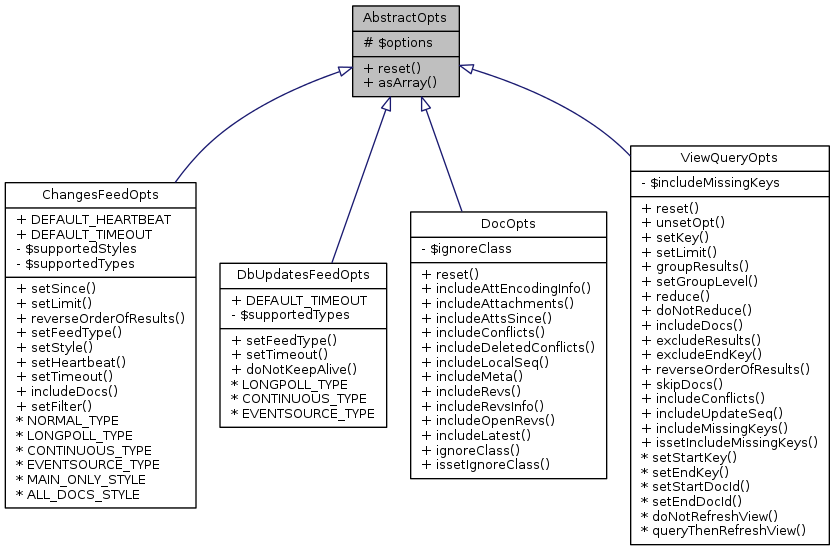 AbstractOpts
# $options
+ reset()
+ asArray()
ChangesFeedOpts
+ DEFAULT_HEARTBEAT
+ DEFAULT_TIMEOUT
- $supportedStyles
- $supportedTypes
+ setSince()
+ setLimit()
+ reverseOrderOfResults()
+ setFeedType()
+ setStyle()
+ setHeartbeat()
+ setTimeout()
+ includeDocs()
+ setFilter()
* NORMAL_TYPE
* LONGPOLL_TYPE
* CONTINUOUS_TYPE
* EVENTSOURCE_TYPE
* MAIN_ONLY_STYLE
* ALL_DOCS_STYLE
DbUpdatesFeedOpts
+ DEFAULT_TIMEOUT
- $supportedTypes
+ setFeedType()
+ setTimeout()
+ doNotKeepAlive()
* LONGPOLL_TYPE
* CONTINUOUS_TYPE
* EVENTSOURCE_TYPE
DocOpts
- $ignoreClass
+ reset()
+ includeAttEncodingInfo()
+ includeAttachments()
+ includeAttsSince()
+ includeConflicts()
+ includeDeletedConflicts()
+ includeLocalSeq()
+ includeMeta()
+ includeRevs()
+ includeRevsInfo()
+ includeOpenRevs()
+ includeLatest()
+ ignoreClass()
+ issetIgnoreClass()
ViewQueryOpts
- $includeMissingKeys
+ reset()
+ unsetOpt()
+ setKey()
+ setLimit()
+ groupResults()
+ setGroupLevel()
+ reduce()
+ doNotReduce()
+ includeDocs()
+ excludeResults()
+ excludeEndKey()
+ reverseOrderOfResults()
+ skipDocs()
+ includeConflicts()
+ includeUpdateSeq()
+ includeMissingKeys()
+ issetIncludeMissingKeys()
* setStartKey()
* setEndKey()
* setStartDocId()
* setEndDocId()
* doNotRefreshView()
* queryThenRefreshView()